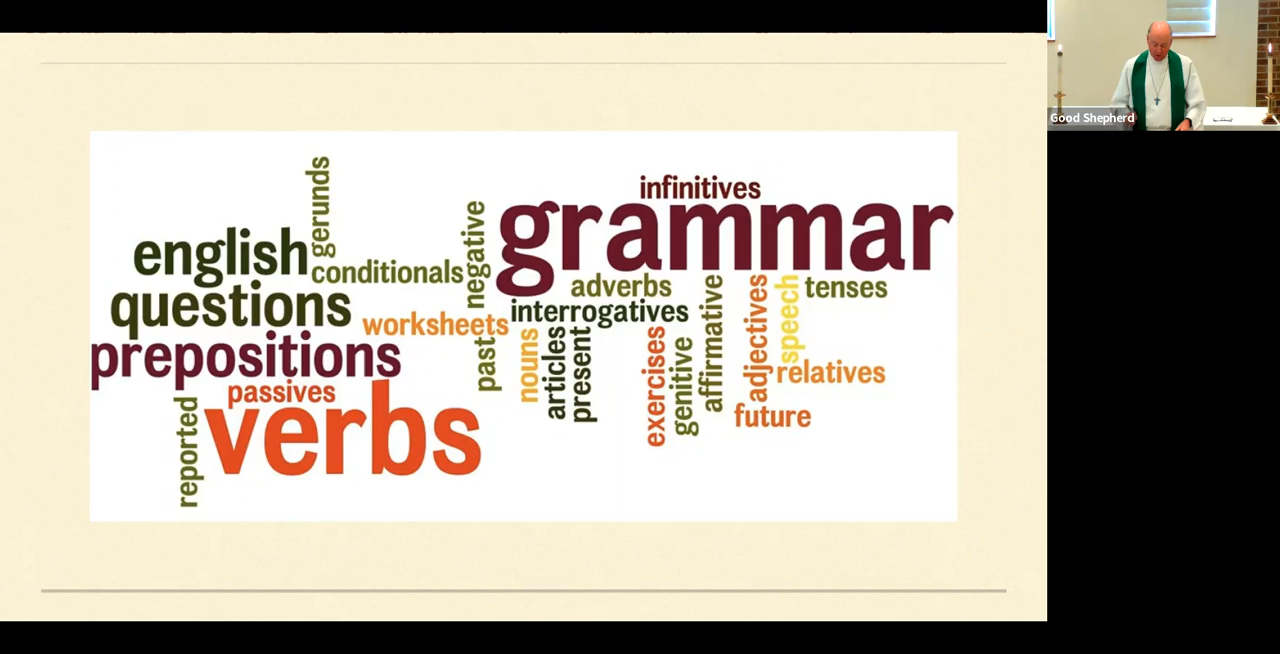 gerunds
infinitives
grammar
english
conditionals
negative
adverbs
tenses
questions
interrogatives
worksheets
prepositions
past
nouns
articles
present
exercises
genitive
affirmative
adjectives
speech
relatives
passives
verbs
future
reported
Good Shepherd